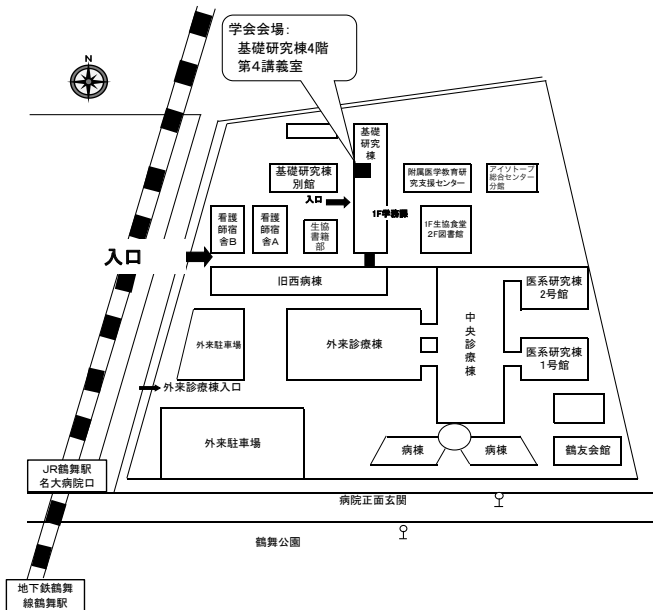 学会会場：
基礎研究棟4階
第４講義室
N
基礎
研究
棟
基礎研究棟
別館
附属医学教育研
究支援センター
アイソトープ
総合センター
分館
入口
1F学務課
看護
師宿
舎B
看護
師宿
舎A
生協
書籍
部
1F生協食堂
2F図書館
入口
旧西病棟
医系研究棟
2号館
中央診療棟
外来駐車場
外来診療棟
医系研究棟
1号館
外来診療棟入口
外来駐車場
病棟
病棟
鶴友会館
JR鶴舞駅
名大病院口
病院正面玄関
鶴舞公園
地下鉄鶴舞
線鶴舞駅